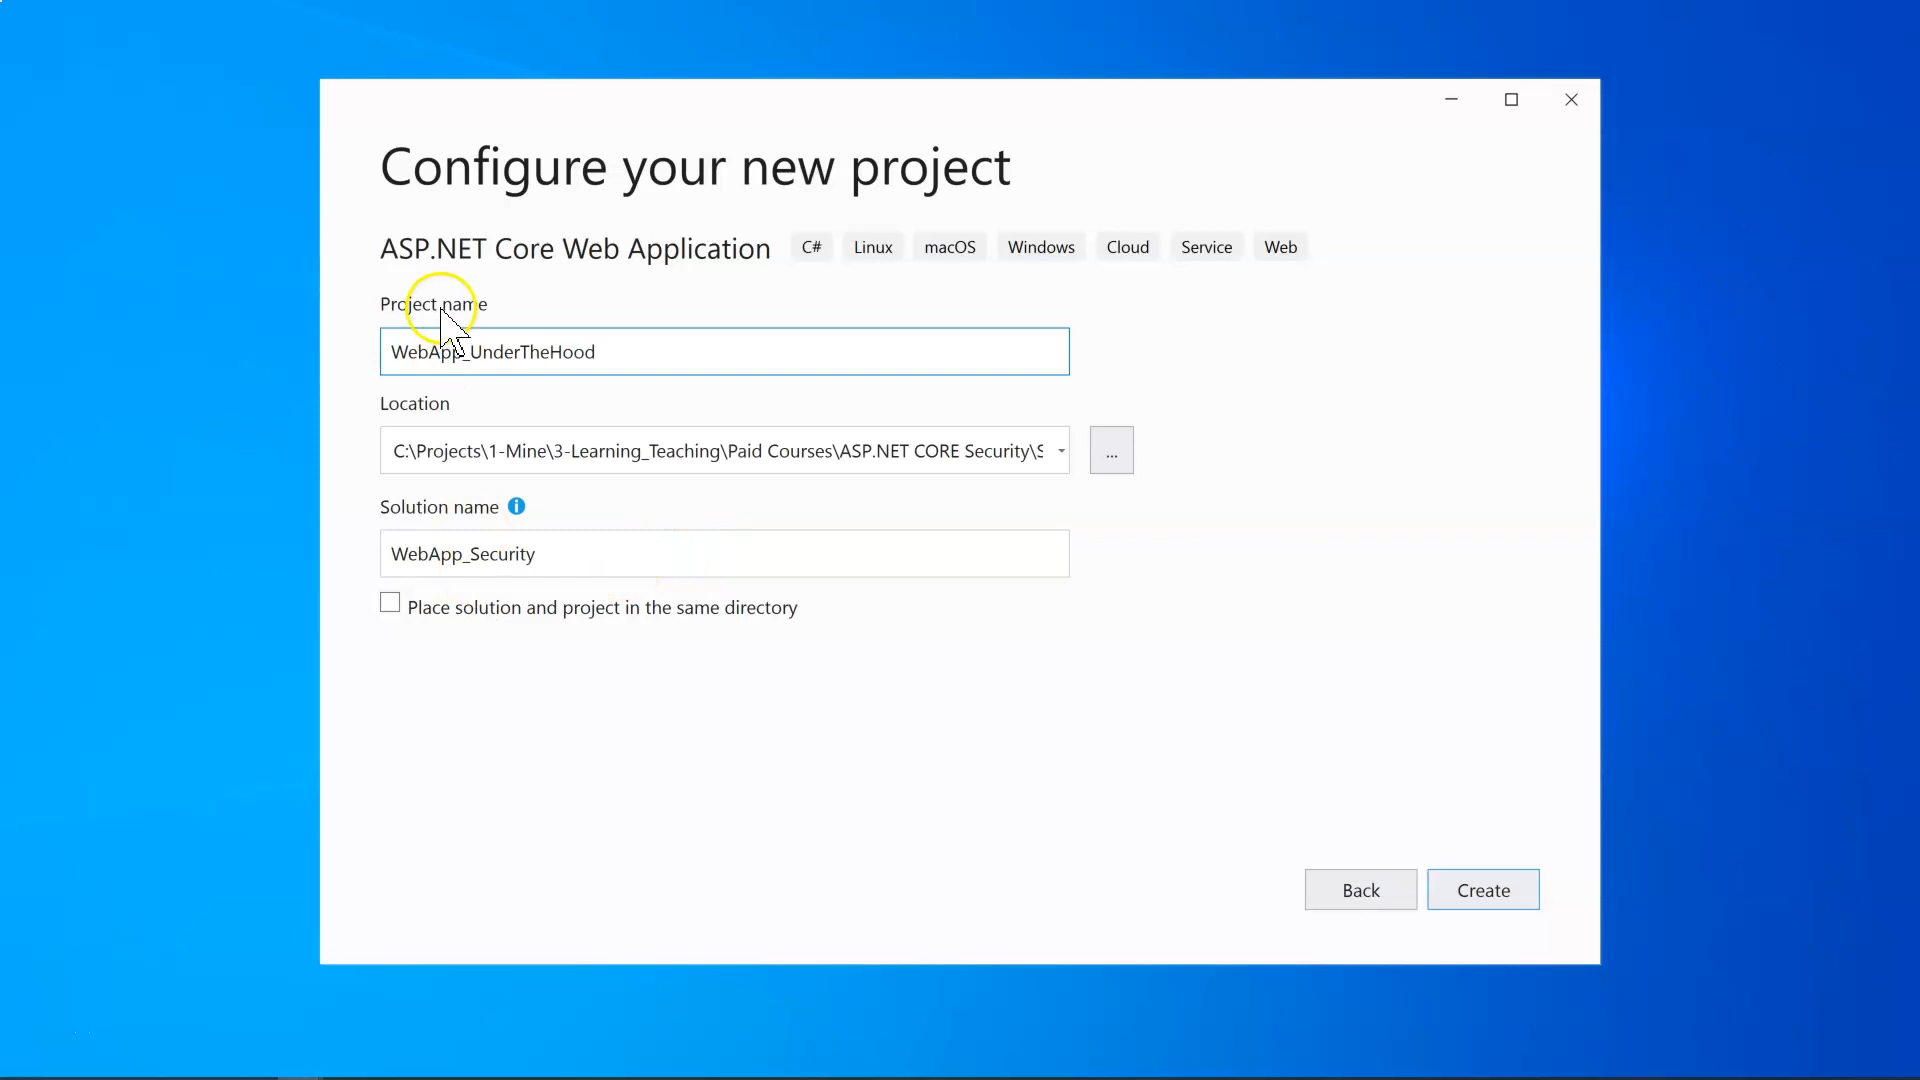 Configure your new project
ASP.NET Core Web Application C# Linux macOS Windows Cloud Service Web
Project name
WebApp_UnderTheHood
Location
C:\Projects\1-Mine\3-Learning_Teaching\Paid Courses\ASP.NET CORE Security\S
...
Solution name
WebApp_Security
Place solution and project in the same directory
Back Create